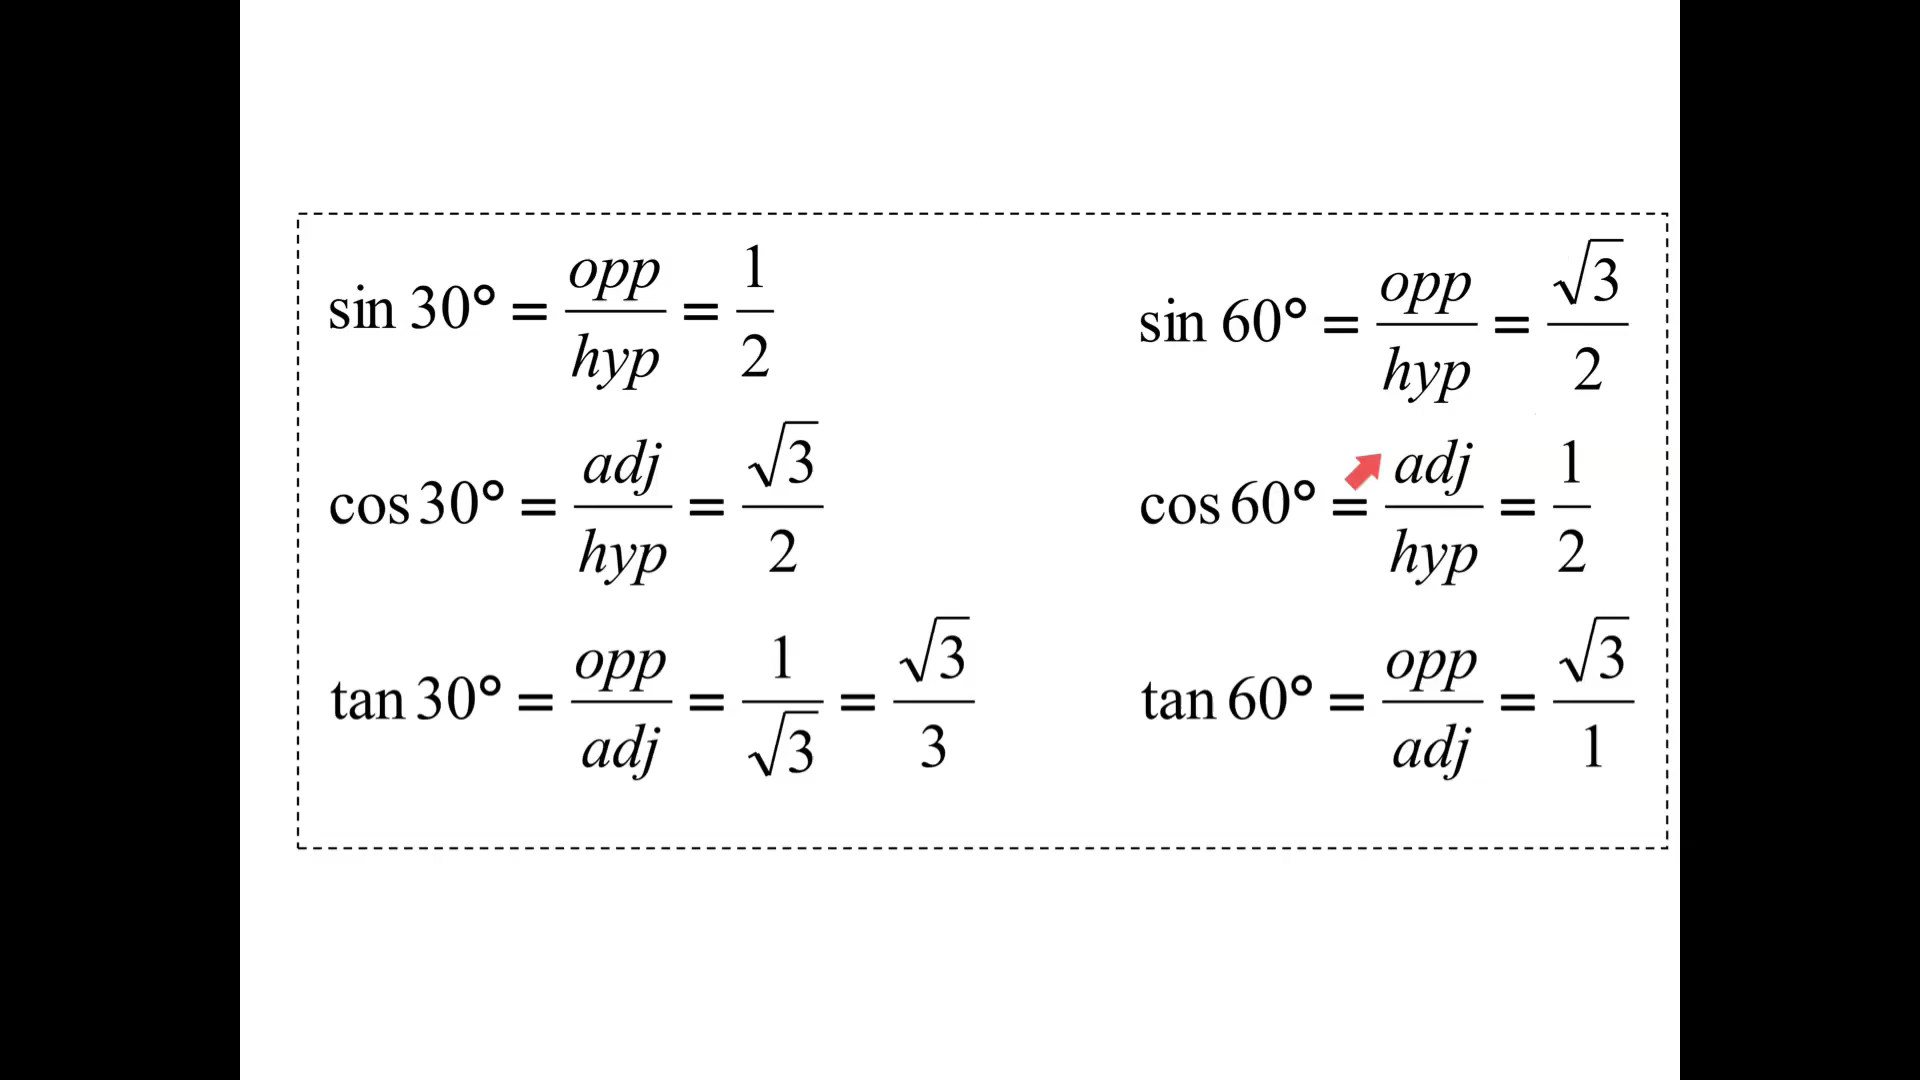 sin 30° = opp/hyp = 1/2
sin 60° = opp/hyp = √3/2
cos 30° = adj/hyp = √3/2
cos 60° = adj/hyp = 1/2
tan 30° = opp/adj = 1/√3 = √3/3
tan 60° = opp/adj = √3/1